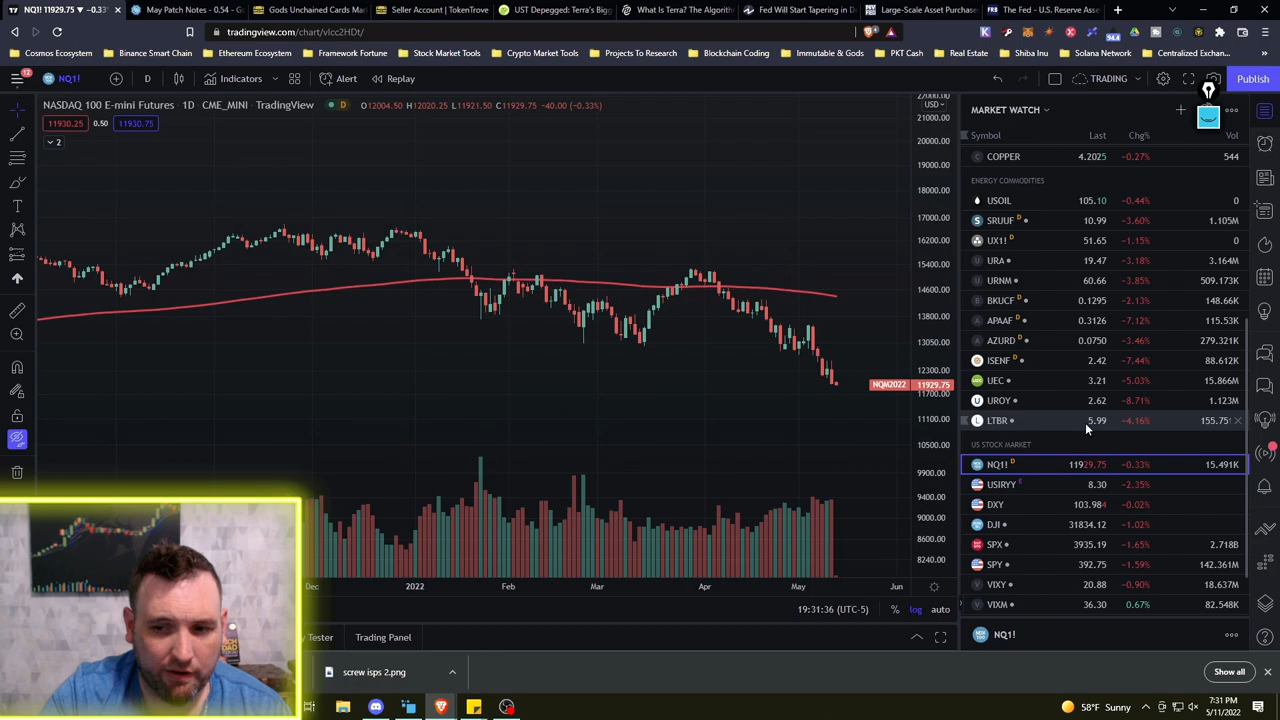 NQ1! 11929.75 ▼ −0.33%
May Patch Notes - 0.54 - Go
Gods Unchained Cards Mar
Seller Account | TokenTrove
UST Depegged: Terra's Big
What Is Terra? The Algorith
Fed Will Start Tapering in De
Large-Scale Asset Purchase
The Fed - U.S. Reserve Asse
tradingview.com/chart/vlcc2HDt/
Cosmos Ecosystem
Binance Smart Chain
Ethereum Ecosystem
Framework Fortune
Stock Market Tools
Crypto Market Tools
Projects To Research
Blockchain Coding
Immutable & Gods
PKT Cash
Real Estate
Shiba Inu
Solana Network
Centralized Exchan...
12
NQ1!
D
Indicators
Alert
Replay
TRADING
Publish
NASDAQ 100 E-mini Futures · 1D · CME_MINI · TradingView
D
O12004.50 H12020.25 L11921.50 C11929.75 −40.00 (−0.33%)
11930.25 0.50 11930.75
2
USD
22000.00
21000.00
20000.00
19000.00
18000.00
17000.00
16200.00
15400.00
14600.00
13800.00
13050.00
12300.00
NQM2022 11929.75
11700.00
11100.00
10500.00
9900.00
9400.00
9000.00
8600.00
8240.00
Dec 2022 Feb Mar Apr May Jun
19:31:36 (UTC-5) % log auto
Tester
Trading Panel
MARKET WATCH
Symbol Last Chg% Vol
COPPER 4.2025 −0.27% 544
ENERGY COMMODITIES
USOIL 105.10 −0.44% 0
SRUUF D 10.99 −3.60% 1.105M
UX1! D 51.65 −1.15% 0
URA 19.47 −3.18% 3.164M
URNM 60.66 −3.85% 509.173K
BKUCF D 0.1295 −2.13% 148.66K
APAAF D 0.3126 −7.12% 115.53K
AZURD D 0.0750 −3.46% 279.321K
ISENF D 2.42 −7.44% 88.612K
UEC 3.21 −5.03% 15.866M
UROY 2.62 −8.71% 1.123M
LTBR 5.99 −4.16% 155.75
US STOCK MARKET
NQ1! D 11929.75 −0.33% 15.491K
USIRYY E 8.30 −2.35%
DXY 103.984 −0.02%
DJI 31834.12 −1.02%
SPX 3935.19 −1.65% 2.718B
SPY 392.75 −1.59% 142.361M
VIXY 20.88 −0.90% 18.637M
VIXM 36.30 0.67% 82.548K
NQ1!
screw isps 2.png
Show all
58°F Sunny
7:31 PM
5/11/2022